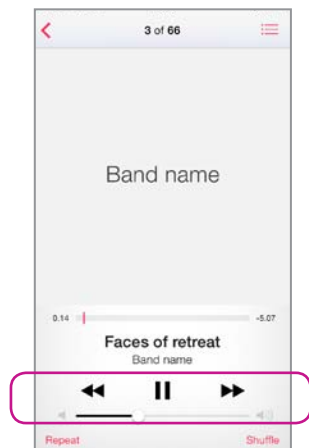 3 of 66
Band name
0.14 -5.07
Faces of retreat
Band name
Repeat Shuffle